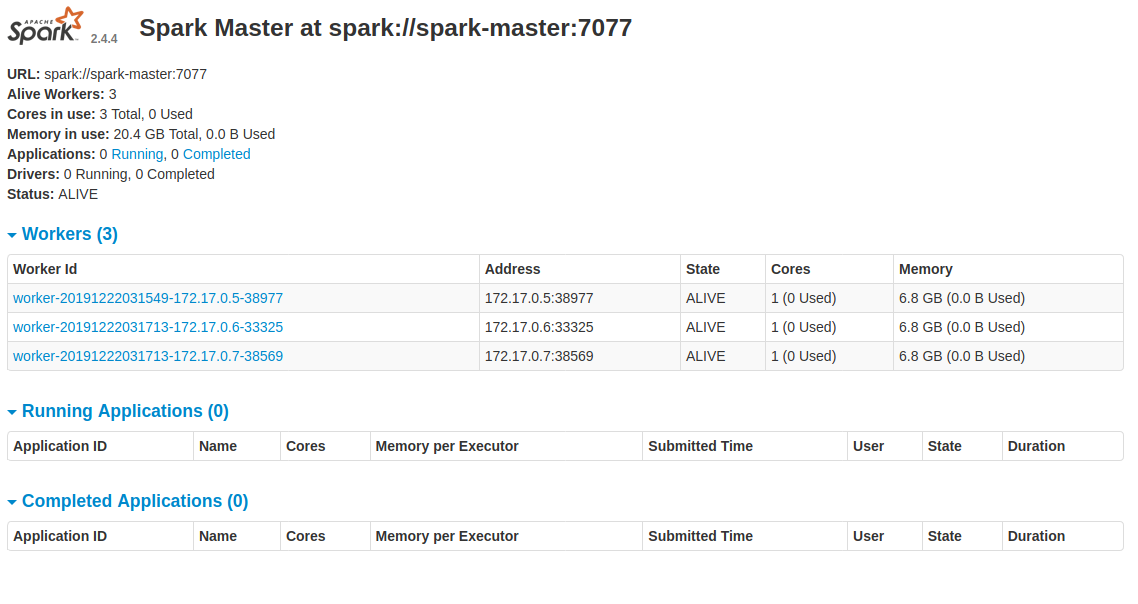 APACHE
Spark 2.4.4 Spark Master at spark://spark-master:7077
URL: spark://spark-master:7077
Alive Workers: 3
Cores in use: 3 Total, 0 Used
Memory in use: 20.4 GB Total, 0.0 B Used
Applications: 0 Running, 0 Completed
Drivers: 0 Running, 0 Completed
Status: ALIVE
Workers (3)
Worker Id Address State Cores Memory
worker-20191222031549-172.17.0.5-38977 172.17.0.5:38977 ALIVE 1 (0 Used) 6.8 GB (0.0 B Used)
worker-20191222031713-172.17.0.6-33325 172.17.0.6:33325 ALIVE 1 (0 Used) 6.8 GB (0.0 B Used)
worker-20191222031713-172.17.0.7-38569 172.17.0.7:38569 ALIVE 1 (0 Used) 6.8 GB (0.0 B Used)
Running Applications (0)
Application ID Name Cores Memory per Executor Submitted Time User State Duration
Completed Applications (0)
Application ID Name Cores Memory per Executor Submitted Time User State Duration